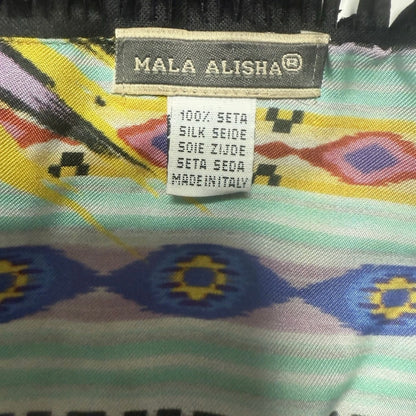 MALA ALISHA®
100% SETA
SILK SEIDE
SOIE ZIJDE
SETA SEDA
MADE IN ITALY